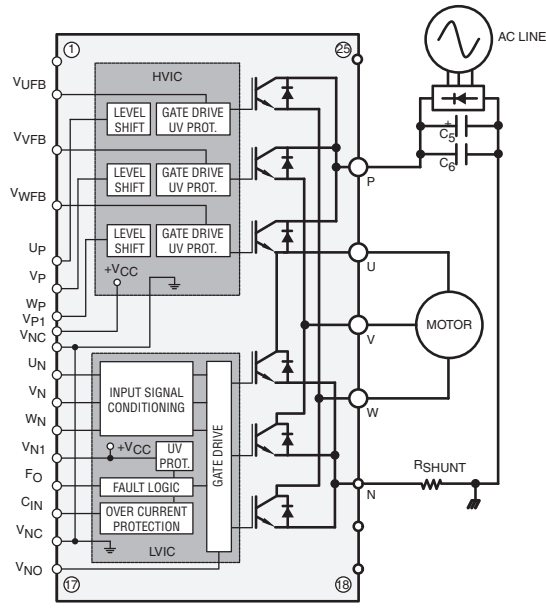 1
25
AC LINE
HVIC
VUFB
LEVEL SHIFT
GATE DRIVE UV PROT.
+
C5
C6
VVFB
LEVEL SHIFT
GATE DRIVE UV PROT.
P
VWFB
LEVEL SHIFT
GATE DRIVE UV PROT.
UP
VP
WP
VP1
VNC
+VCC
U
V
W
MOTOR
UN
VN
WN
INPUT SIGNAL CONDITIONING
GATE DRIVE
VN1
+VCC
UV PROT.
FO
FAULT LOGIC
CIN
OVER CURRENT PROTECTION
VNC
LVIC
VNO
N
RSHUNT
17
18